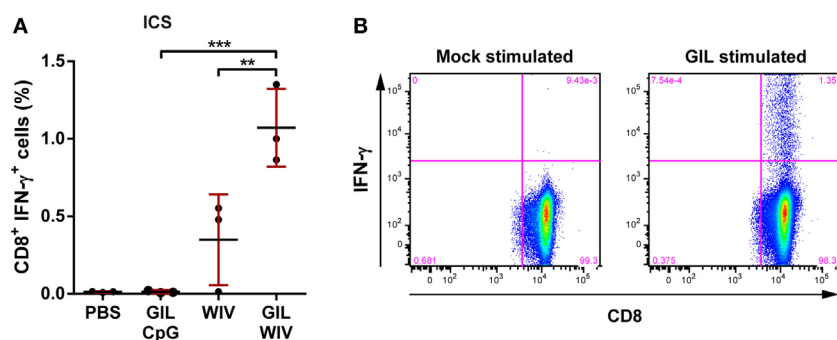 A
ICS
CD8+ IFN-γ+ cells (%)
1.5
1.0
0.5
0.0
***
**
PBS
GIL
CpG
WIV
GIL
WIV
B
Mock stimulated
GIL stimulated
IFN-γ
0
9.43e-3
0.681
99.3
10⁵
10⁴
10³
10²
0
0 10² 10³ 10⁴ 10⁵
7.54e-4
1.35
0.375
98.3
10⁵
10⁴
10³
10²
0
0 10² 10³ 10⁴ 10⁵
CD8